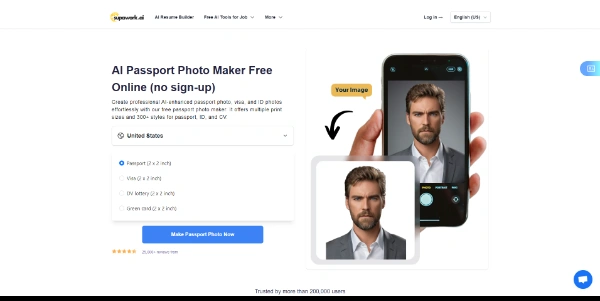 supawork.ai
AI Resume Builder
Free AI Tools for Job
More
Log in
English (US)
AI Passport Photo Maker Free
Online (no sign-up)
Create professional AI-enhanced passport photo, visa, and ID photos
effortlessly with our free passport photo maker. It offers multiple print
sizes and 300+ styles for passport, ID, and DV.
United States
Passport (2 x 2 inch)
Visa (2 x 2 inch)
DV lottery (2 x 2 inch)
Green card (2 x 2 inch)
Make Passport Photo Now
Your Image
PHOTO
Trusted by more than 200,000 users